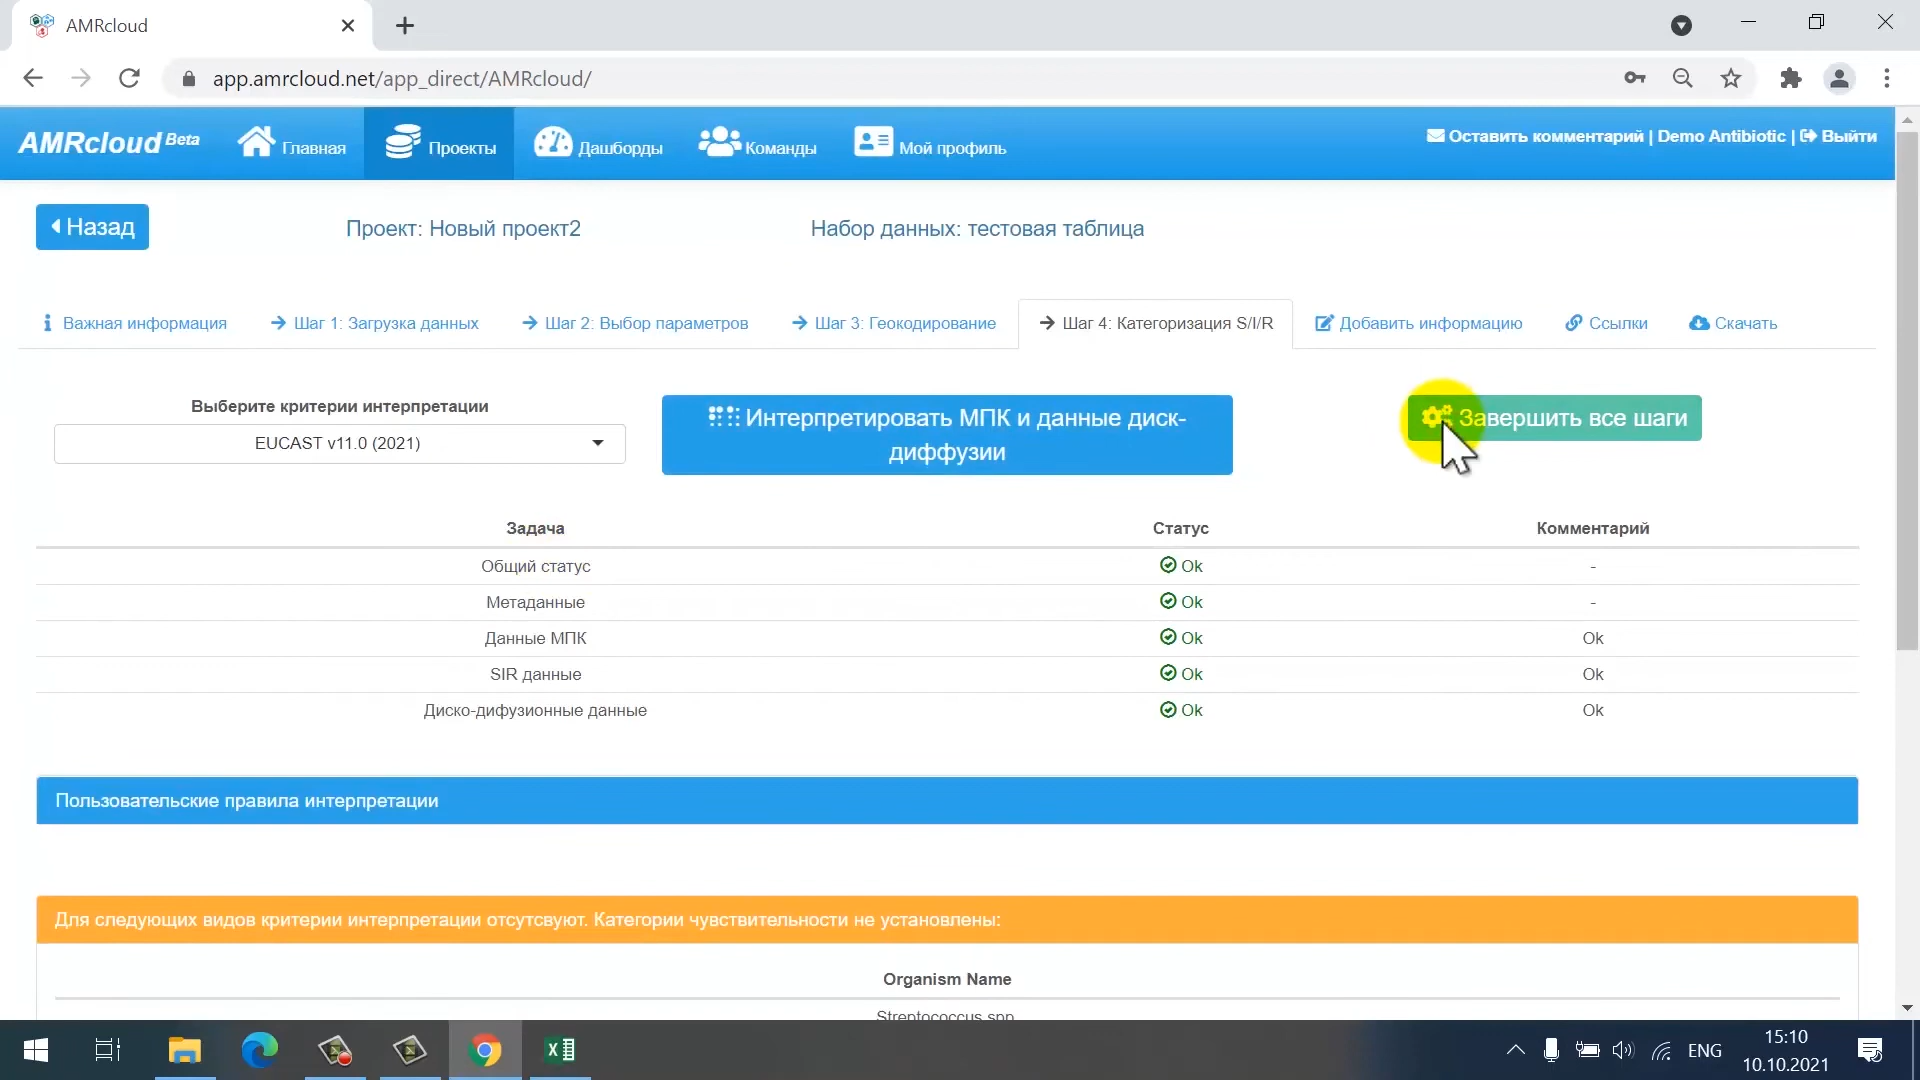 AMRcloud
app.amrcloud.net/app_direct/AMRcloud/
AMRcloud Beta Главная Проекты Дашборды Команды Мой профиль Оставить комментарий | Demo Antibiotic | Выйти
Назад Проект: Новый проект2 Набор данных: тестовая таблица
Важная информация Шаг 1: Загрузка данных Шаг 2: Выбор параметров Шаг 3: Геокодирование Шаг 4: Категоризация S/I/R Добавить информацию Ссылки Скачать
Выберите критерии интерпретации
EUCAST v11.0 (2021)
Интерпретировать МПК и данные диск-
диффузии
Завершить все шаги
Задача Статус Комментарий
Общий статус Ok -
Метаданные Ok -
Данные МПК Ok Ok
SIR данные Ok Ok
Диско-дифузионные данные Ok Ok
Пользовательские правила интерпретации
Для следующих видов критерии интерпретации отсутсвуют. Категории чувствительности не установлены:
Organism Name
Streptococcus spp
ENG 15:10
10.10.2021